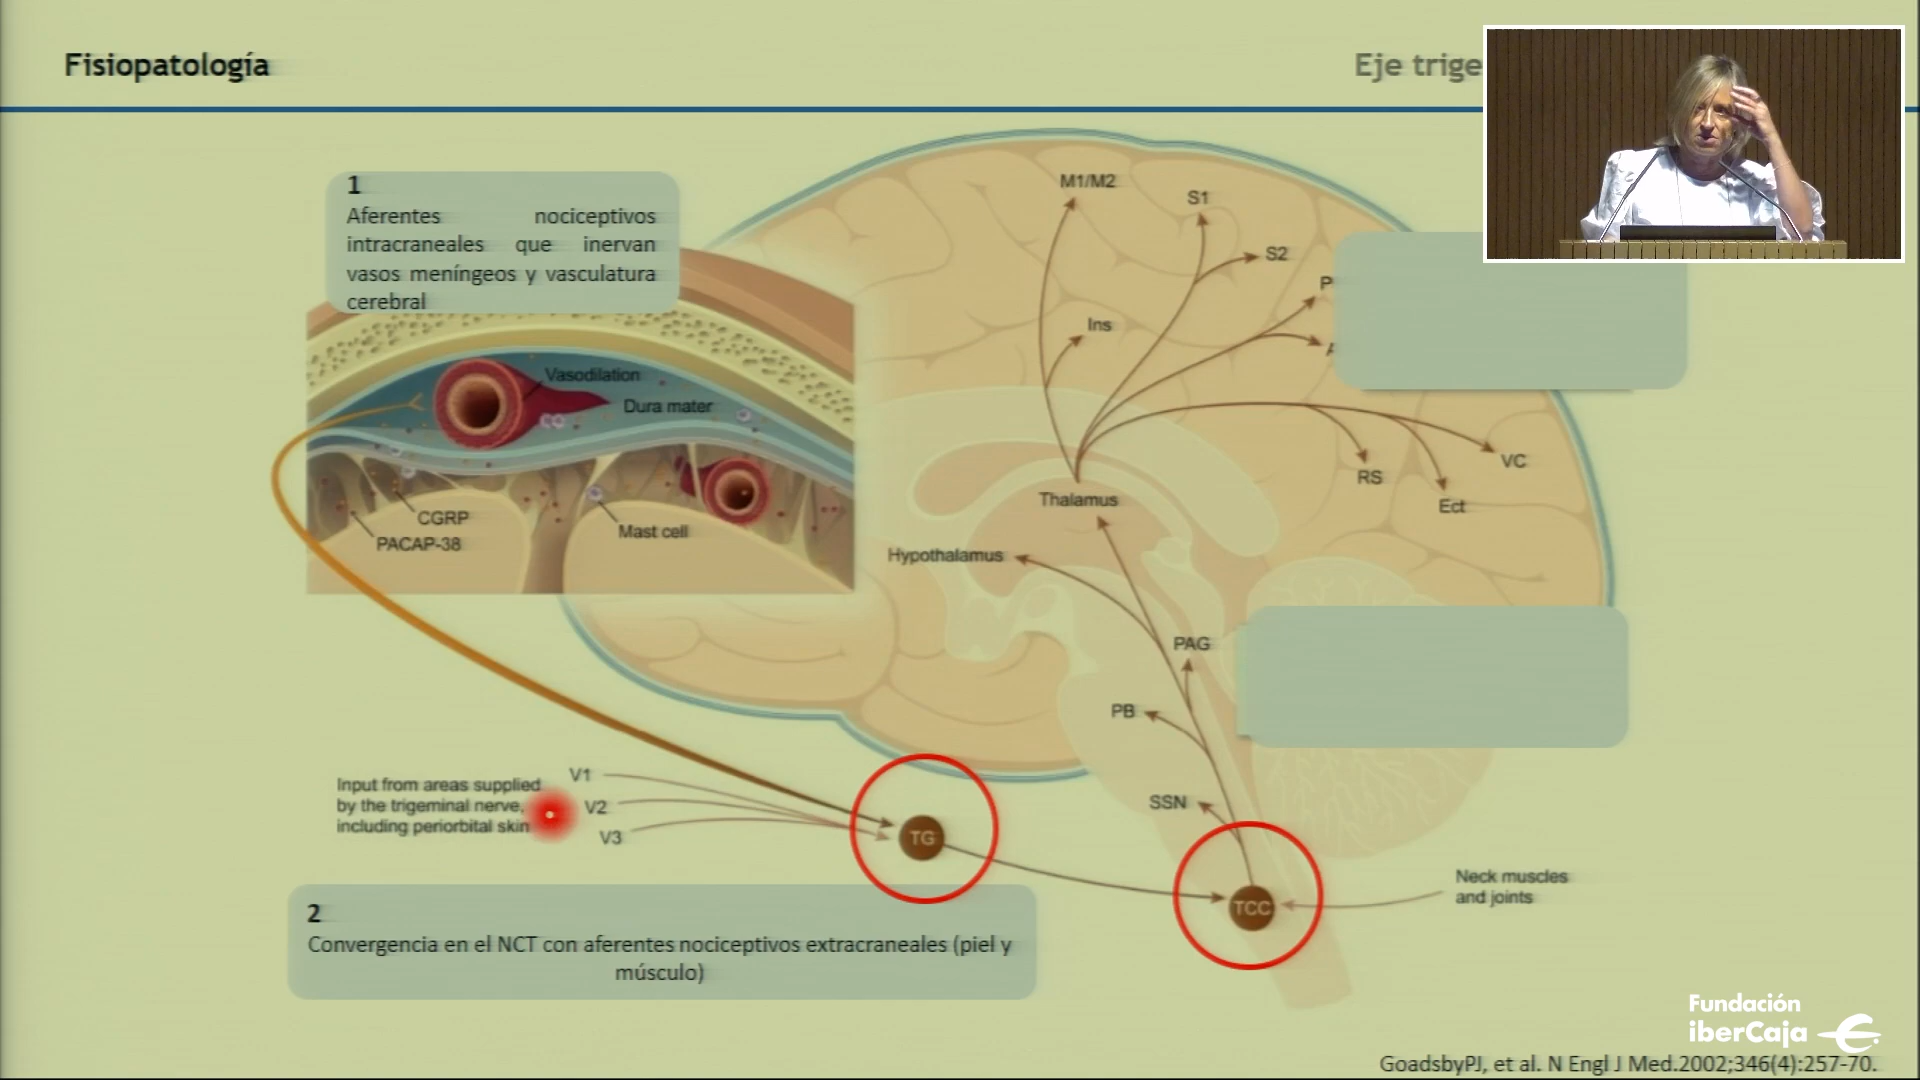 Fisiopatología
Eje trige
1
Aferentes nociceptivos
intracraneales que inervan
vasos meníngeos y vasculatura
cerebral
M1/M2
S1
S2
P
Ins
A
Vasodilation
Dura mater
CGRP
PACAP-38
Mast cell
Thalamus
RS
VC
Ect
Hypothalamus
PAG
PB
SSN
Input from areas supplied
by the trigeminal nerve,
including periorbital skin
V1
V2
V3
TG
TCC
Neck muscles
and joints
2
Convergencia en el NCT con aferentes nociceptivos extracraneales (piel y
músculo)
Fundación
iberCaja
GoadsbyPJ, et al. N Engl J Med.2002;346(4):257-70.